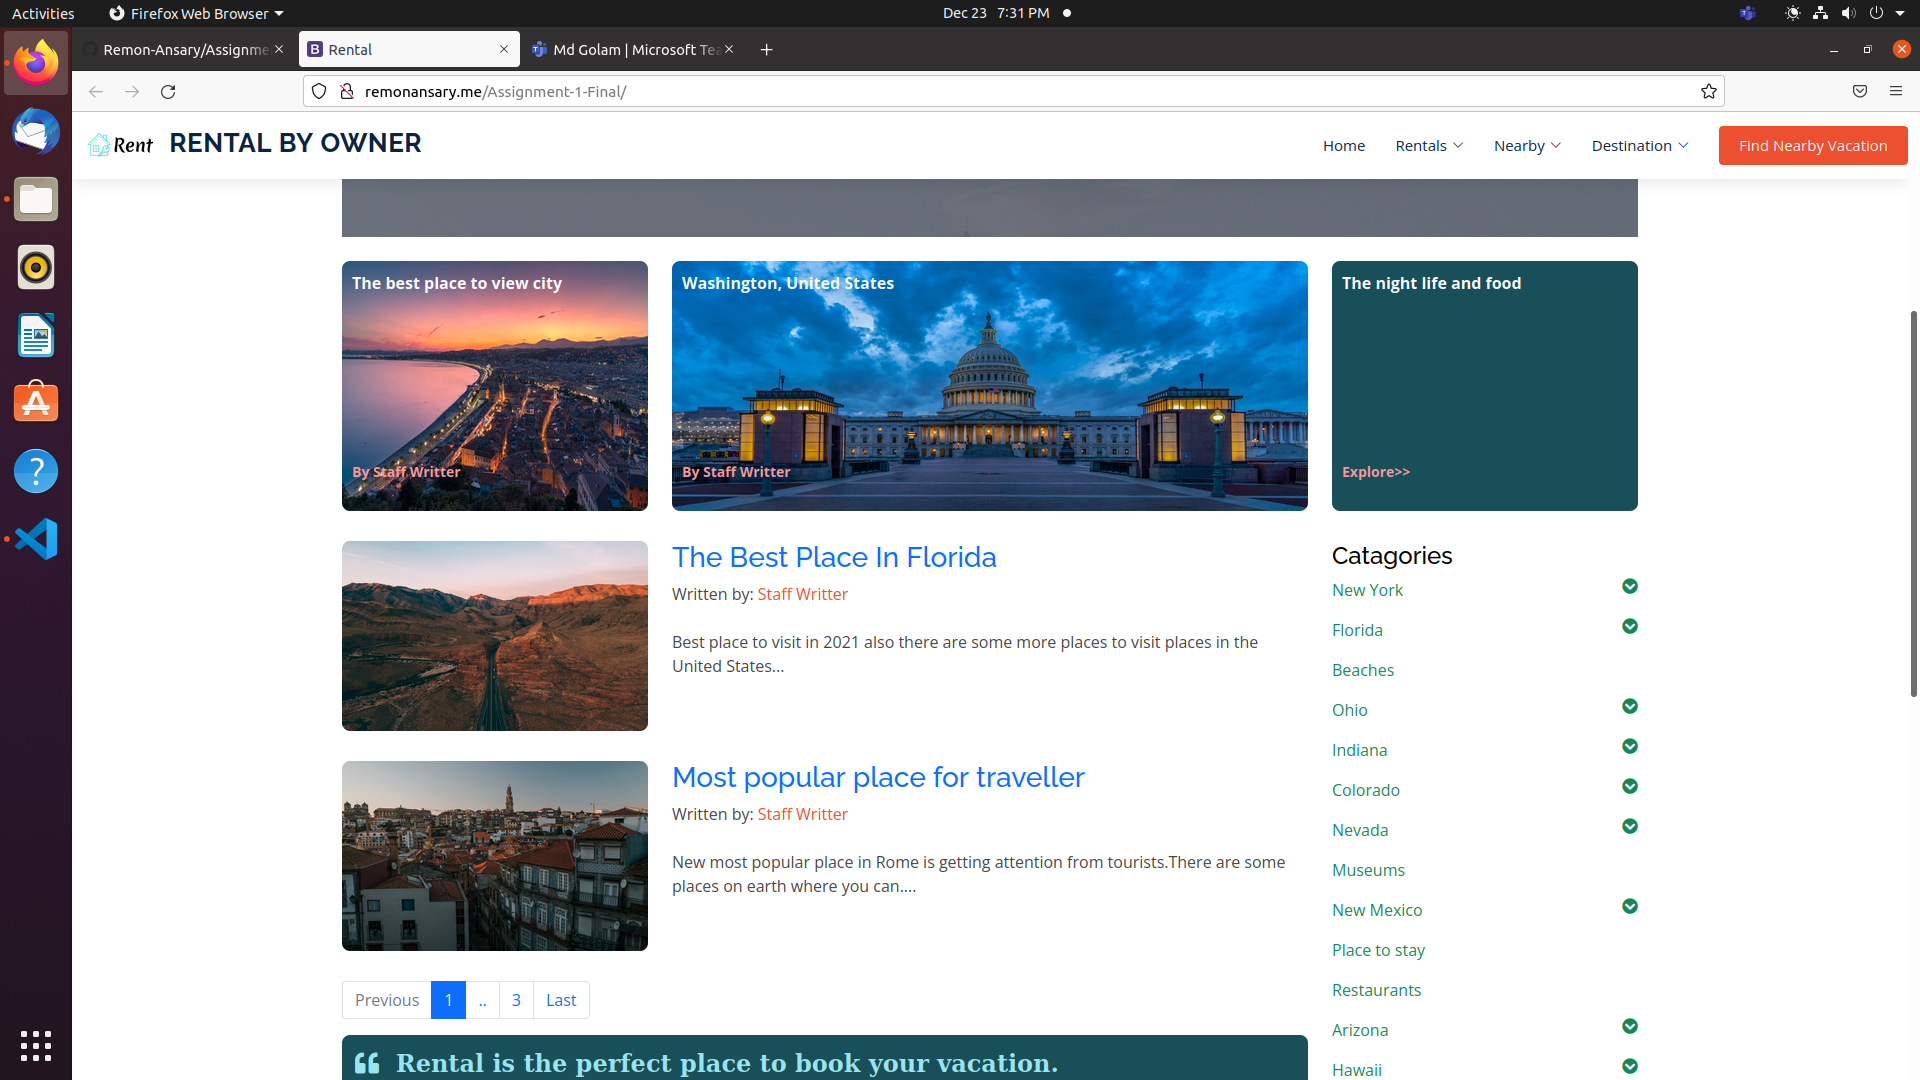 Activities
Firefox Web Browser
Dec 23 7:31 PM
Remon-Ansary/Assignme
Rental
Md Golam | Microsoft Tea
remonansary.me/Assignment-1-Final/
Rent
RENTAL BY OWNER
Home
Rentals
Nearby
Destination
Find Nearby Vacation
The best place to view city
By Staff Writter
Washington, United States
By Staff Writter
The night life and food
Explore>>
The Best Place In Florida
Written by: Staff Writter
Best place to visit in 2021 also there are some more places to visit places in the
United States...
Most popular place for traveller
Written by: Staff Writter
New most popular place in Rome is getting attention from tourists.There are some
places on earth where you can....
Previous
1
..
3
Last
Rental is the perfect place to book your vacation.
Catagories
New York
Florida
Beaches
Ohio
Indiana
Colorado
Nevada
Museums
New Mexico
Place to stay
Restaurants
Arizona
Hawaii